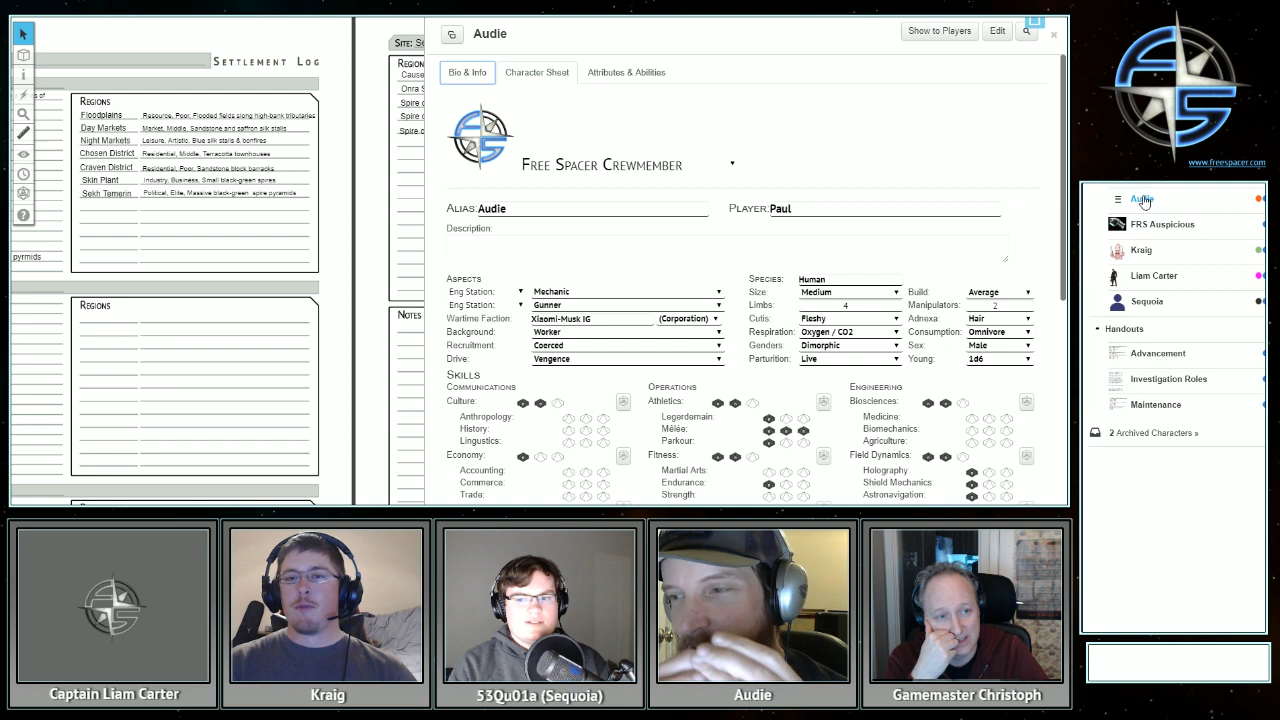 SETTLEMENT LOG
REGIONS
Floodplains Resource, Poor, Flooded fields along high-bank tributaries
Day Markets Market, Middle, Sandstone and saffron silk stalls
Night Markets Leisure, Artistic, Blue silk stalls & bonfires
Chosen District Residential, Middle, Terracotta townhouses
Craven District Residential, Poor, Sandstone block barracks
Skin Plant Industry, Business, Small black-green spires
Sekh Temerin Political, Elite, Massive black-green spire pyramids
pyrmids
REGIONS
SITE:
REGION
Cause
Onra S
Spire o
Spire c
Spire o
NOTES
Audie
Show to Players
Edit
Bio & Info
Character Sheet
Attributes & Abilities
FREE SPACER CREWMEMBER
ALIAS: Audie
PLAYER: Paul
Description:
ASPECTS
Eng Station: Mechanic
Eng Station: Gunner
Wartime Faction: Xiaomi-Musk IG (Corporation)
Background: Worker
Recruitment: Coerced
Drive: Vengence
SPECIES: Human
Size: Medium Build: Average
Limbs: 4 Manipulators: 2
Cutis: Fleshy Adnexa: Hair
Respiration: Oxygen / CO2 Consumption: Omnivore
Genders: Dimorphic Sex: Male
Parturition: Live Young: 1d6
SKILLS
COMMUNICATIONS
Culture:
Anthropology:
History:
Lingustics:
Economy:
Accounting:
Commerce:
Trade:
OPERATIONS
Athletics:
Legerdemain:
Mêlée:
Parkour:
Fitness:
Martial Arts:
Endurance:
Strength:
ENGINEERING
Biosciences:
Medicine:
Biomechanics:
Agriculture:
Field Dynamics:
Holography:
Shield Mechanics:
Astronavigation:
FS
www.freespacer.com
Audie
FRS Auspicious
Kraig
Liam Carter
Sequoia
Handouts
Advancement
Investigation Roles
Maintenance
2 Archived Characters »
Captain Liam Carter
Kraig
53Qu01a (Sequoia)
Audie
Gamemaster Christoph